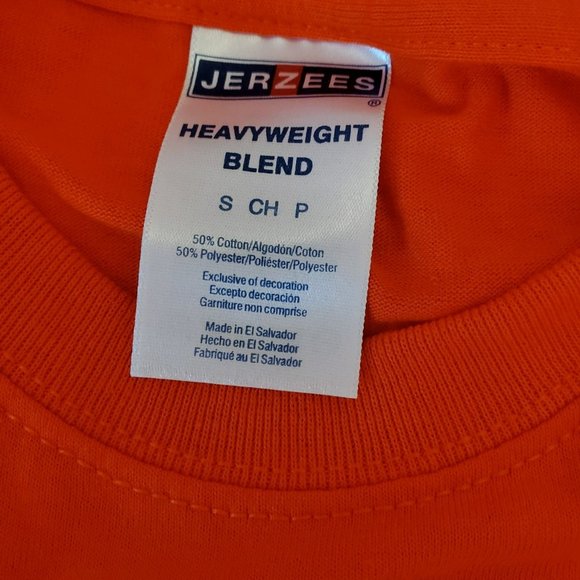 JERZEES
®
HEAVYWEIGHT
BLEND
S CH P
50% Cotton/Algodón/Coton
50% Polyester/Poliéster/Polyester
Exclusive of decoration
Excepto decoración
Garniture non comprise
Made in El Salvador
Hecho en El Salvador
Fabriqué au El Salvador